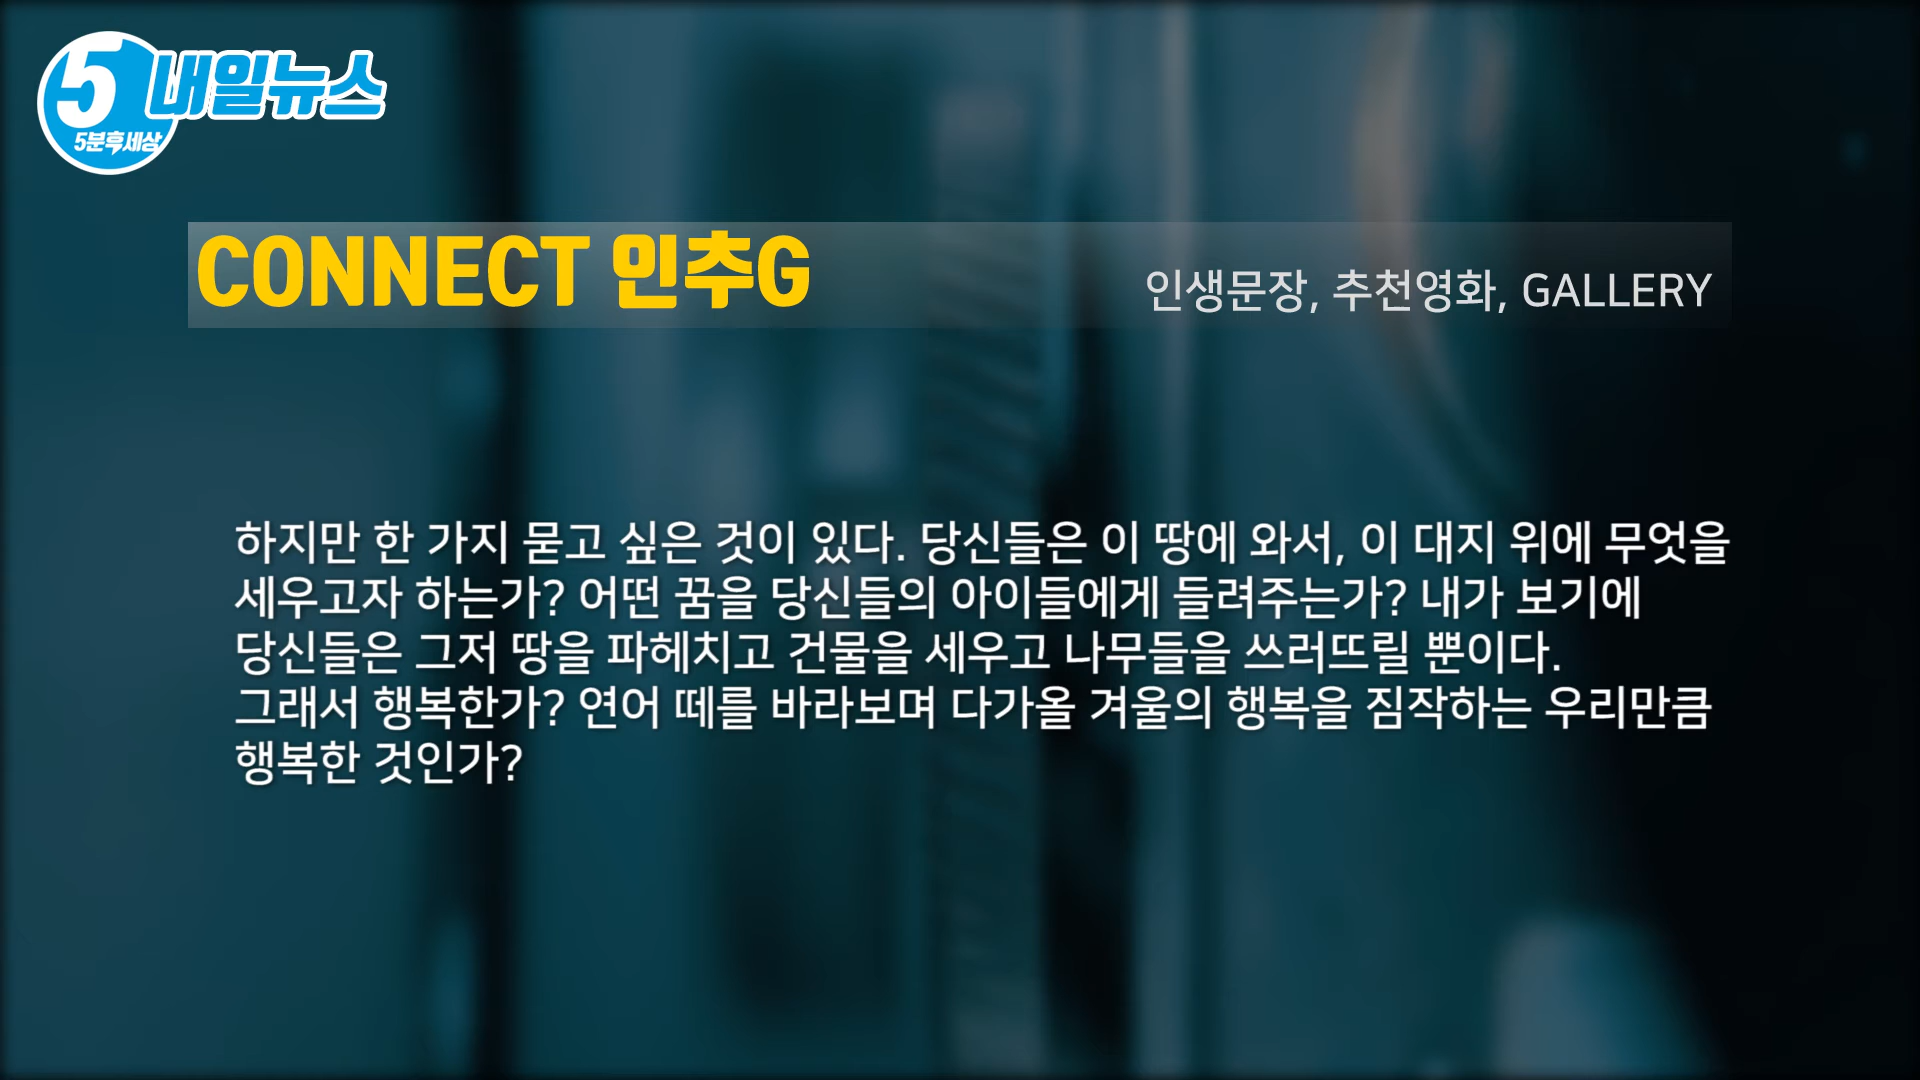 5 내일뉴스
5분후세상
CONNECT 인추G
인생문장, 추천영화, GALLERY
하지만 한 가지 묻고 싶은 것이 있다. 당신들은 이 땅에 와서, 이 대지 위에 무엇을
세우고자 하는가? 어떤 꿈을 당신들의 아이들에게 들려주는가? 내가 보기에
당신들은 그저 땅을 파헤치고 건물을 세우고 나무들을 쓰러뜨릴 뿐이다.
그래서 행복한가? 연어 떼를 바라보며 다가올 겨울의 행복을 짐작하는 우리만큼
행복한 것인가?